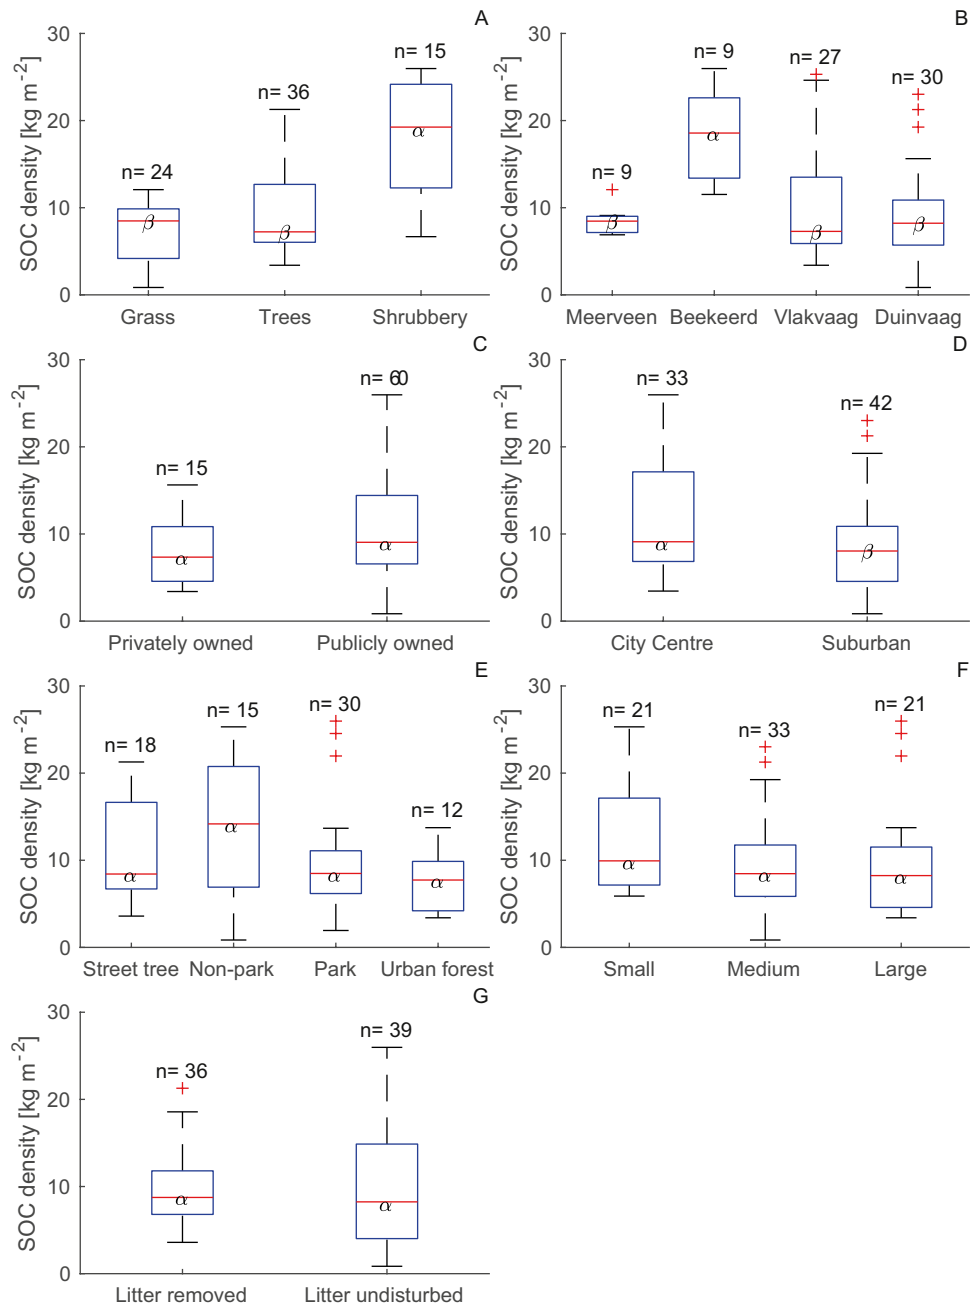 A
SOC density [kg m⁻²]
30
20
10
0
n= 24
n= 36
n= 15
β
β
α
Grass Trees Shrubbery
B
SOC density [kg m⁻²]
30
20
10
0
n= 9
n= 9
n= 27
n= 30
β
α
β
β
Meerveen Beekeerd Vlakvaag Duinvaag
C
SOC density [kg m⁻²]
30
20
10
0
n= 15
n= 60
α
α
Privately owned Publicly owned
D
SOC density [kg m⁻²]
30
20
10
0
n= 33
n= 42
α
β
City Centre Suburban
E
SOC density [kg m⁻²]
30
20
10
0
n= 18
n= 15
n= 30
n= 12
α
α
α
α
Street tree Non-park Park Urban forest
F
SOC density [kg m⁻²]
30
20
10
0
n= 21
n= 33
n= 21
α
α
α
Small Medium Large
G
SOC density [kg m⁻²]
30
20
10
0
n= 36
n= 39
α
α
Litter removed Litter undisturbed